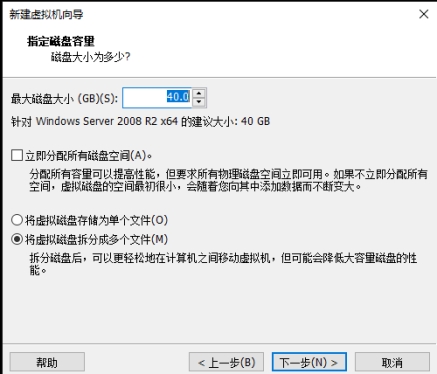 新建虚拟机向导
指定磁盘容量
磁盘大小为多少?
最大磁盘大小 (GB)(S): 40.0
针对 Windows Server 2008 R2 x64 的建议大小: 40 GB
立即分配所有磁盘空间(A)。
分配所有容量可以提高性能，但要求所有物理磁盘空间立即可用。如果不立即分配所有
空间，虚拟磁盘的空间最初很小，会随着您向其中添加数据而不断变大。
将虚拟磁盘存储为单个文件(O)
将虚拟磁盘拆分成多个文件(M)
拆分磁盘后，可以更轻松地在计算机之间移动虚拟机，但可能会降低大容量磁盘的性
能。
帮助 < 上一步(B) 下一步(N) > 取消